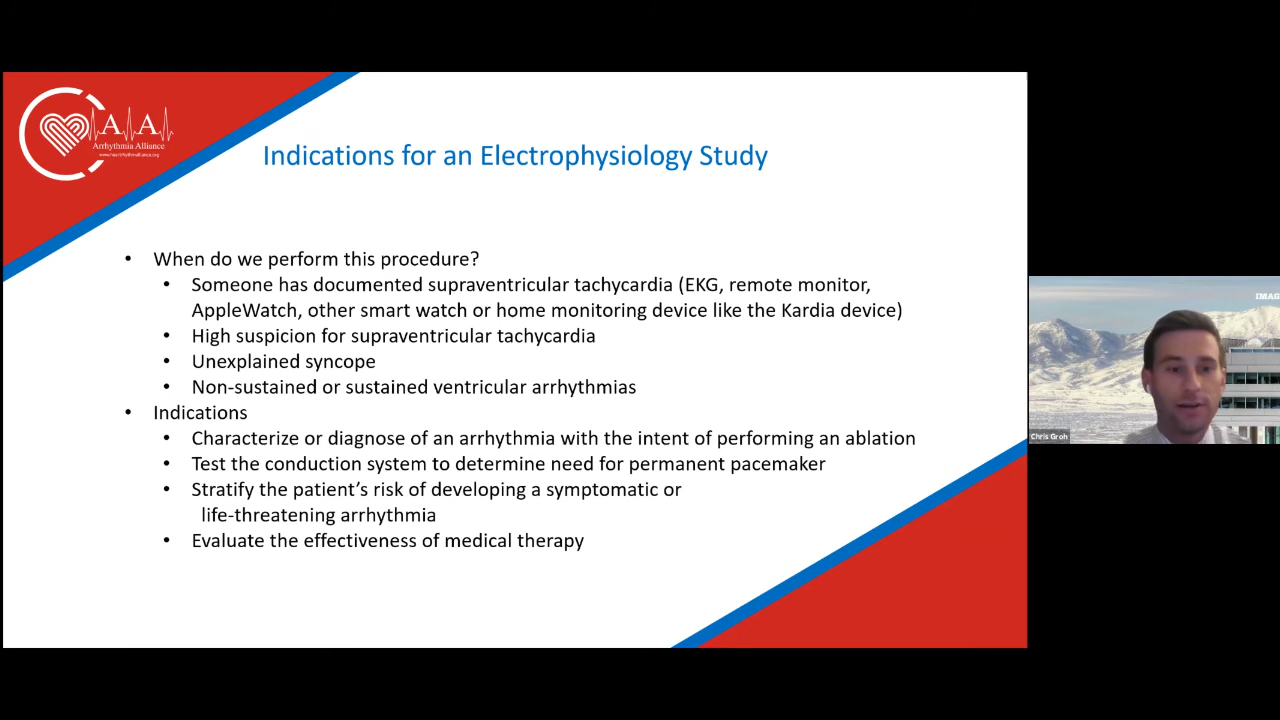 A A
Arrhythmia Alliance
www.heartrhythmalliance.org
Indications for an Electrophysiology Study
• When do we perform this procedure?
• Someone has documented supraventricular tachycardia (EKG, remote monitor,
AppleWatch, other smart watch or home monitoring device like the Kardia device)
• High suspicion for supraventricular tachycardia
• Unexplained syncope
• Non-sustained or sustained ventricular arrhythmias
• Indications
• Characterize or diagnose of an arrhythmia with the intent of performing an ablation
• Test the conduction system to determine need for permanent pacemaker
• Stratify the patient's risk of developing a symptomatic or
life-threatening arrhythmia
• Evaluate the effectiveness of medical therapy
IMAG
Chris Groh